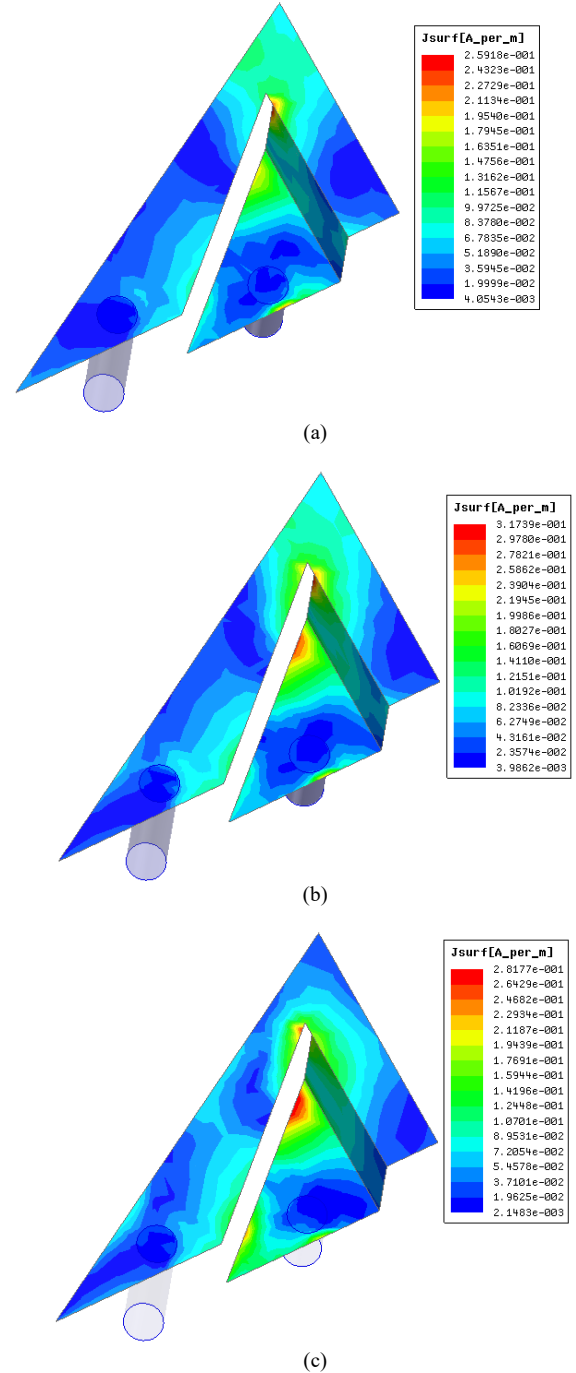 Jsurf[A_per_m]
2.5918e-001
2.4323e-001
2.2729e-001
2.1134e-001
1.9540e-001
1.7945e-001
1.6351e-001
1.4756e-001
1.3162e-001
1.1567e-001
9.9725e-002
8.3780e-002
6.7835e-002
5.1890e-002
3.5945e-002
1.9999e-002
4.0543e-003
(a)
Jsurf[A_per_m]
3.1739e-001
2.9780e-001
2.7821e-001
2.5862e-001
2.3904e-001
2.1945e-001
1.9986e-001
1.8027e-001
1.6069e-001
1.4110e-001
1.2151e-001
1.0192e-001
8.2336e-002
6.2749e-002
4.3161e-002
2.3574e-002
3.9862e-003
(b)
Jsurf[A_per_m]
2.8177e-001
2.6429e-001
2.4682e-001
2.2934e-001
2.1187e-001
1.9439e-001
1.7691e-001
1.5944e-001
1.4196e-001
1.2448e-001
1.0701e-001
8.9531e-002
7.2054e-002
5.4578e-002
3.7101e-002
1.9625e-002
2.1483e-003
(c)